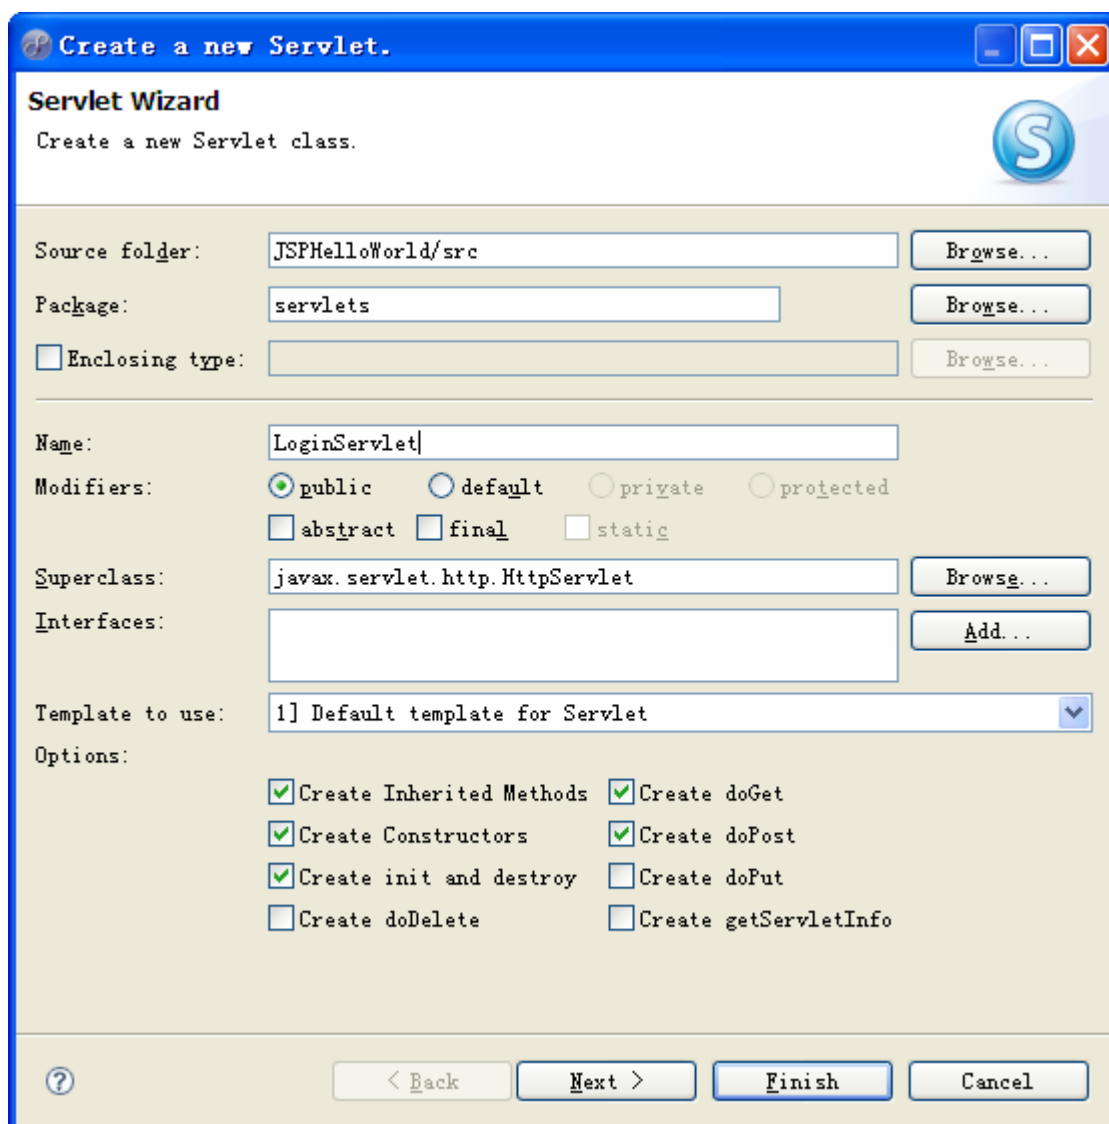 Create a new Servlet.
Servlet Wizard
Create a new Servlet class.
S
Source folder: JSPHelloWorld/src Browse...
Package: servlets Browse...
Enclosing type: Browse...
Name: LoginServlet
Modifiers: public default private protected
abstract final static
Superclass: javax.servlet.http.HttpServlet Browse...
Interfaces: Add...
Template to use: 1] Default template for Servlet
Options:
Create Inherited Methods Create doGet
Create Constructors Create doPost
Create init and destroy Create doPut
Create doDelete Create getServletInfo
? < Back Next > Finish Cancel